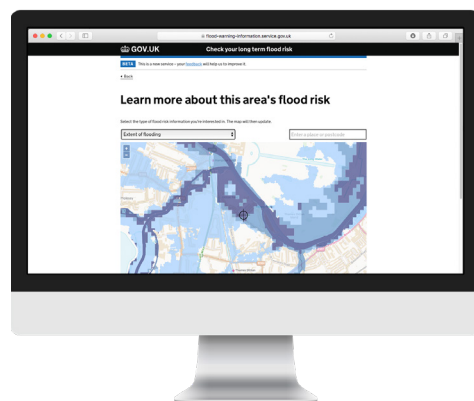 flood-warning-information.service.gov.uk
GOV.UK
Check your long term flood risk
BETA This is a new service – your feedback will help us to improve it.
Back
Learn more about this area's flood risk
Select the type of flood risk information you're interested in. The map will then update.
Extent of flooding
Enter a place or postcode
+